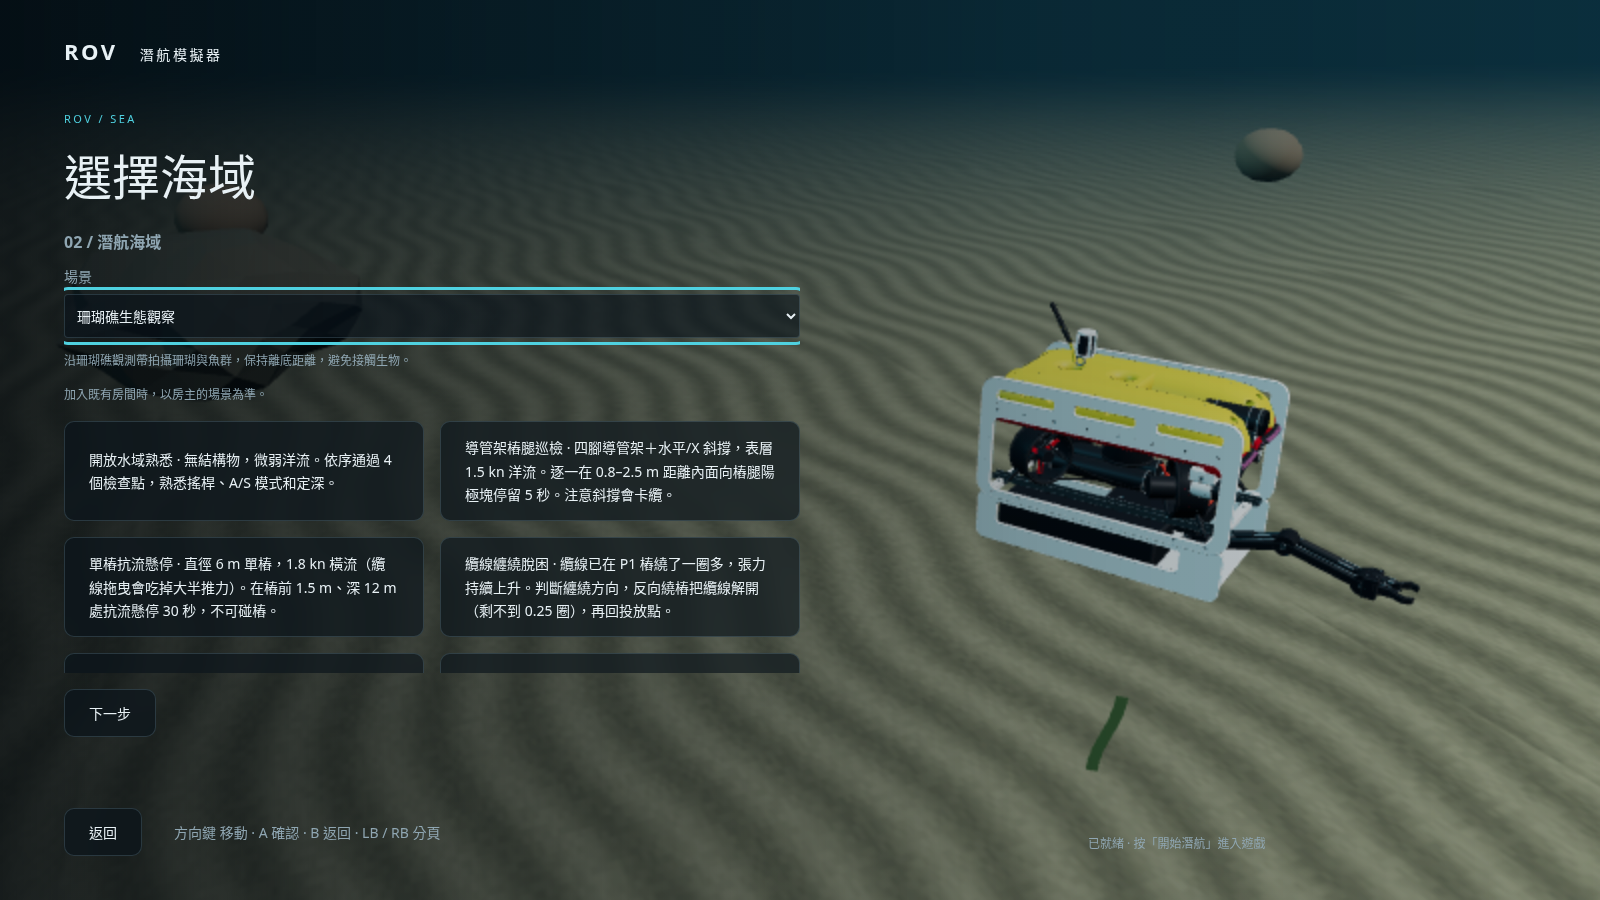 ROV 潛航模擬器
ROV / SEA
選擇海域
02 / 潛航海域
場景
珊瑚礁生態觀察
沿珊瑚礁觀測帶拍攝珊瑚與魚群，保持離底距離，避免接觸生物。
加入既有房間時，以房主的場景為準。
開放水域熟悉 · 無結構物，微弱洋流。依序通過 4
個檢查點，熟悉搖桿、A/S 模式和定深。
導管架樁腿巡檢 · 四腳導管架＋水平/X 斜撐，表層
1.5 kn 洋流。逐一在 0.8–2.5 m 距離內面向樁腿陽
極塊停留 5 秒。注意斜撐會卡纜。
單樁抗流懸停 · 直徑 6 m 單樁，1.8 kn 橫流（纜
線拖曳會吃掉大半推力）。在樁前 1.5 m、深 12 m
處抗流懸停 30 秒，不可碰樁。
纜線纏繞脫困 · 纜線已在 P1 樁繞了一圈多，張力
持續上升。判斷纏繞方向，反向繞樁把纜線解開
（剩不到 0.25 圈），再回投放點。
下一步
返回
方向鍵 移動 · A 確認 · B 返回 · LB / RB 分頁
已就緒 · 按「開始潛航」進入遊戲